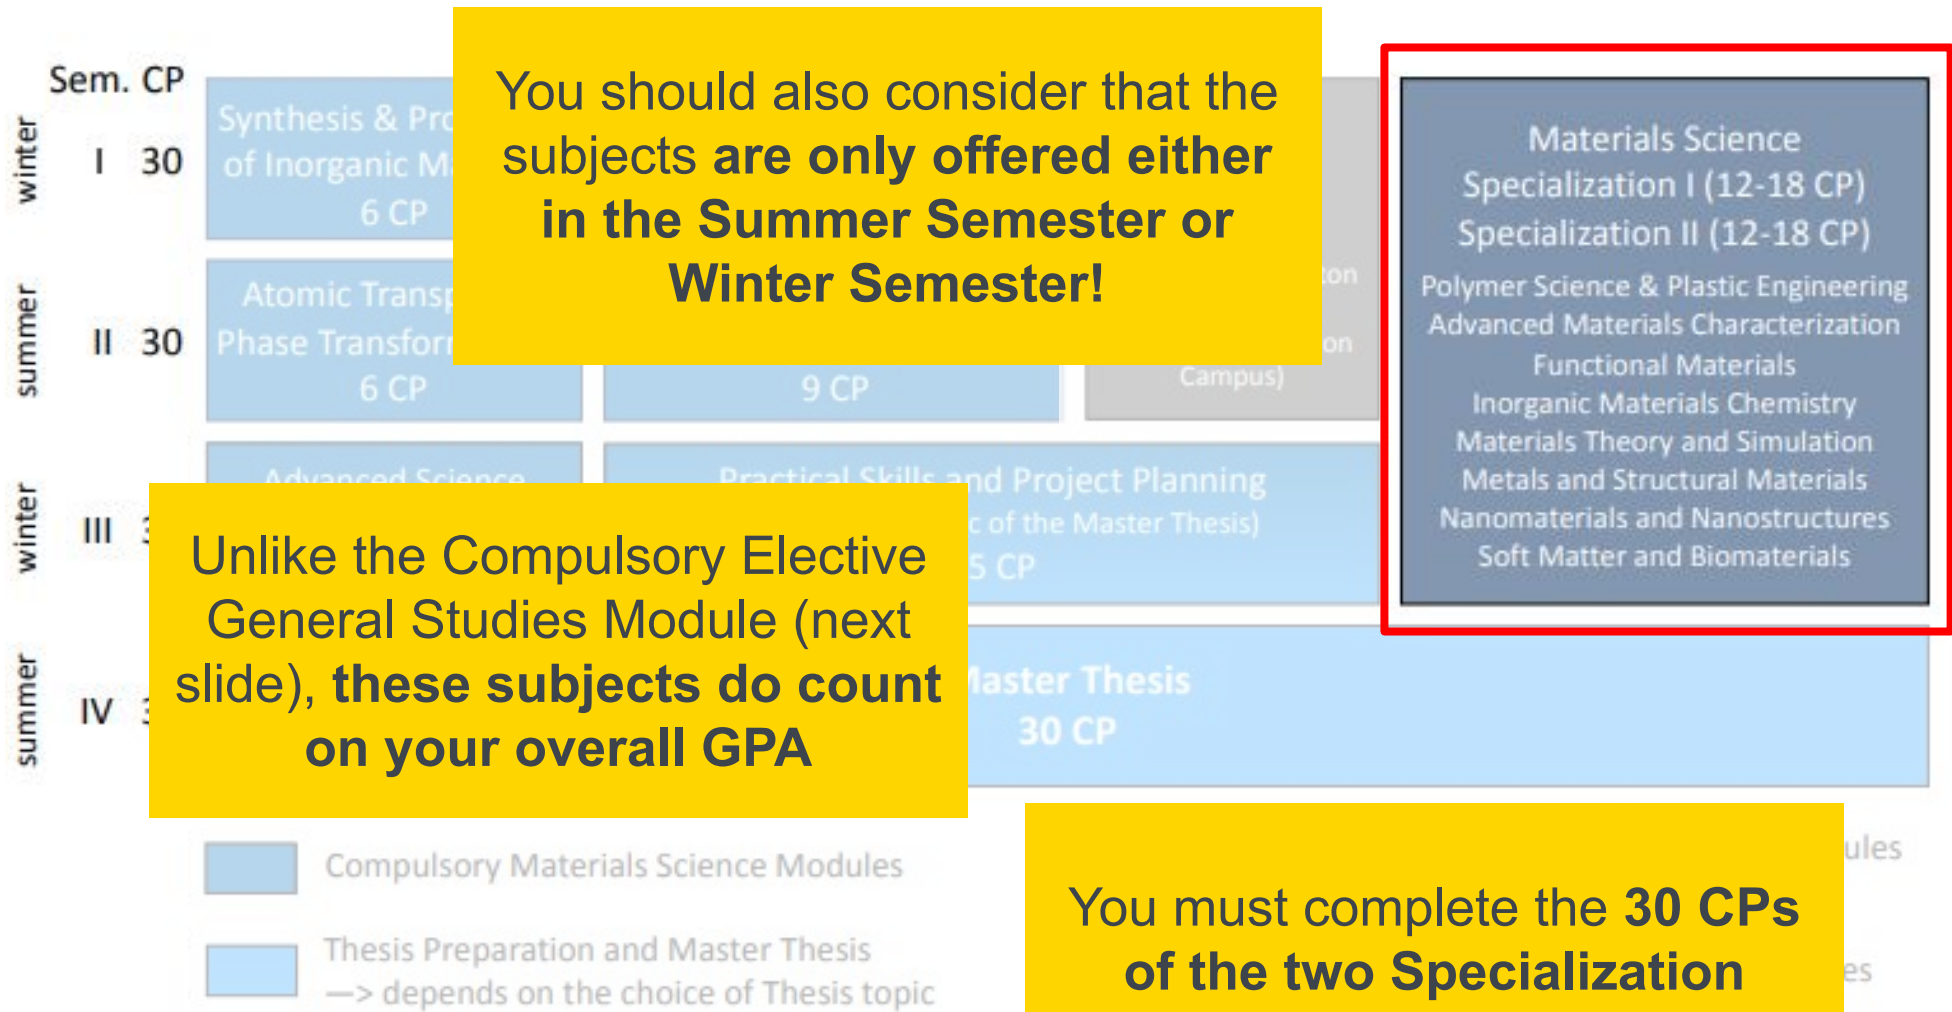 Sem. CP
winter
I 30
Synthesis &
of Inorganic
6 CP
You should also consider that the
subjects are only offered either
in the Summer Semester or
Winter Semester!
Materials Science
Specialization I (12-18 CP)
Specialization II (12-18 CP)
Polymer Science & Plastic Engineering
Advanced Materials Characterization
Functional Materials
Inorganic Materials Chemistry
Materials Theory and Simulation
Metals and Structural Materials
Nanomaterials and Nanostructures
Soft Matter and Biomaterials
summer
II 30
Atomic
Phase
6 CP
9 CP
Campus)
winter
III
Advanced Science
Practical Skills and Project Planning
of the Master Thesis)
5 CP
Unlike the Compulsory Elective
General Studies Module (next
slide), these subjects do count
on your overall GPA
summer
IV
Master Thesis
30 CP
Compulsory Materials Science Modules
Thesis Preparation and Master Thesis
—> depends on the choice of Thesis topic
You must complete the 30 CPs
of the two Specialization